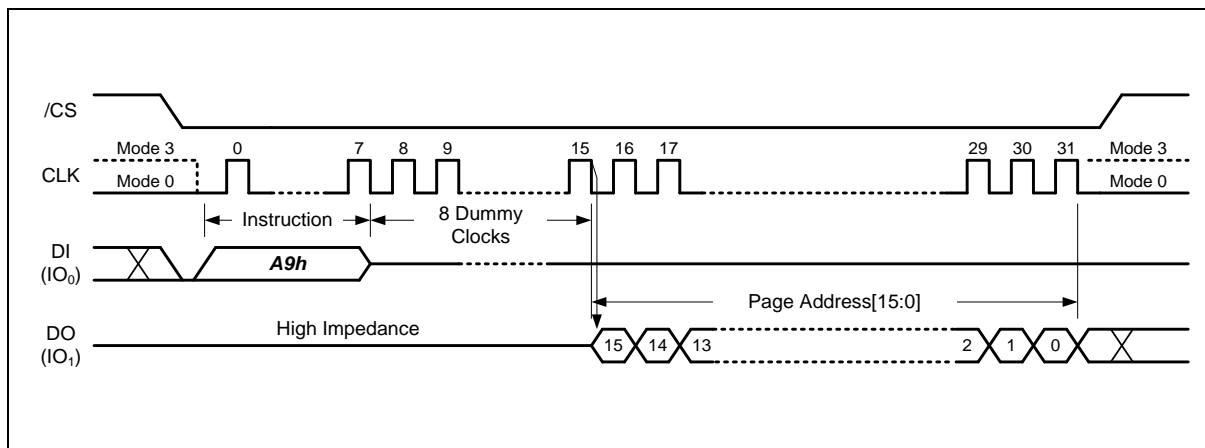 /CS
Mode 3 0 7 8 9 15 16 17 29 30 31 Mode 3
CLK
Mode 0 Mode 0
Instruction 8 Dummy
Clocks
DI
(IO0)
A9h
Page Address[15:0]
High Impedance
DO
(IO1)
15 14 13 2 1 0